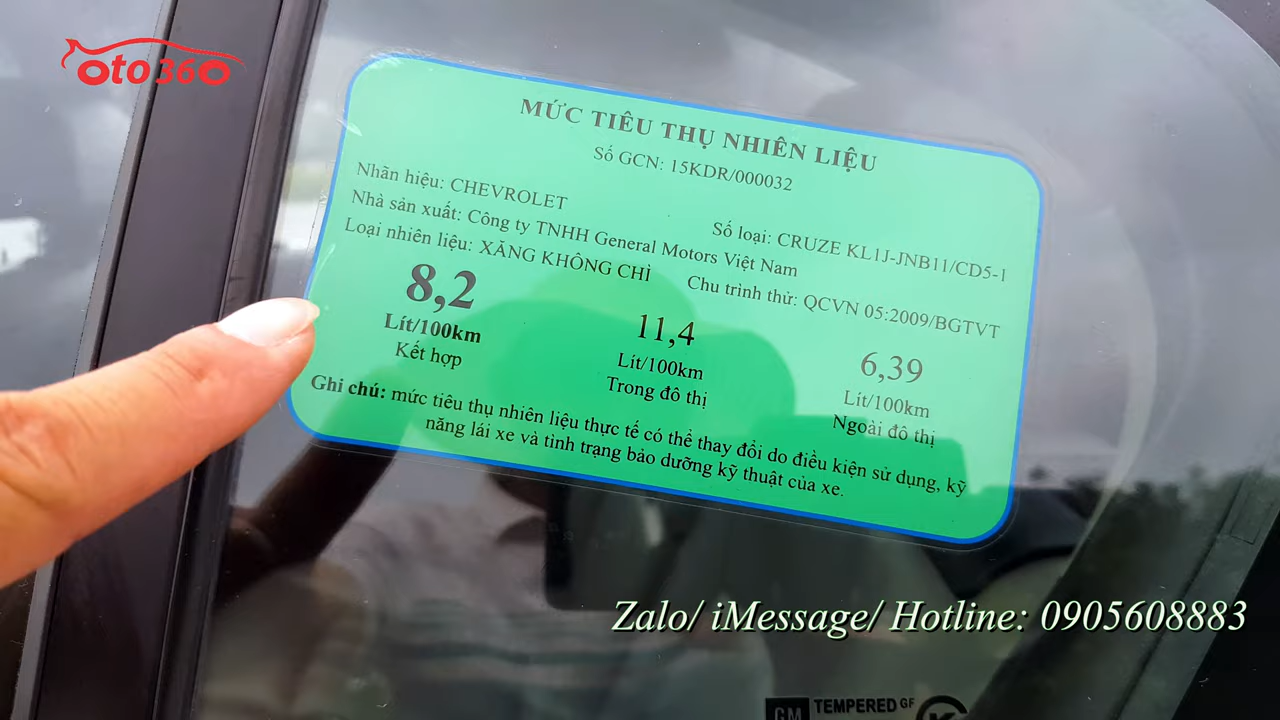 oto360
MỨC TIÊU THỤ NHIÊN LIỆU
Số GCN: 15KDR/000032
Nhãn hiệu: CHEVROLET
Số loại: CRUZE KL1J-JNB11/CD5-1
Nhà sản xuất: Công ty TNHH General Motors Việt Nam
Loại nhiên liệu: XĂNG KHÔNG CHÌ
Chu trình thử: QCVN 05:2009/BGTVT
8,2
Lít/100km
Kết hợp
11,4
Lít/100km
Trong đô thị
6,39
Lít/100km
Ngoài đô thị
Ghi chú: mức tiêu thụ nhiên liệu thực tế có thể thay đổi do điều kiện sử dụng, kỹ
năng lái xe và tình trạng bảo dưỡng kỹ thuật của xe.
Zalo/ iMessage/ Hotline: 0905608883
GM TEMPERED GF